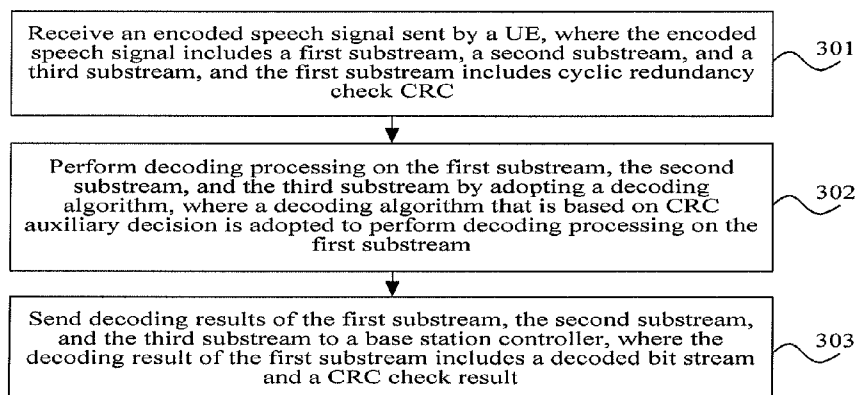 Receive an encoded speech signal sent by a UE, where the encoded
speech signal includes a first substream, a second substream, and a
third substream, and the first substream includes cyclic redundancy
check CRC
301
Perform decoding processing on the first substream, the second
substream, and the third substream by adopting a decoding
algorithm, where a decoding algorithm that is based on CRC
auxiliary decision is adopted to perform decoding processing on the
first substream
302
Send decoding results of the first substream, the second substream,
and the third substream to a base station controller, where the
decoding result of the first substream includes a decoded bit stream
and a CRC check result
303